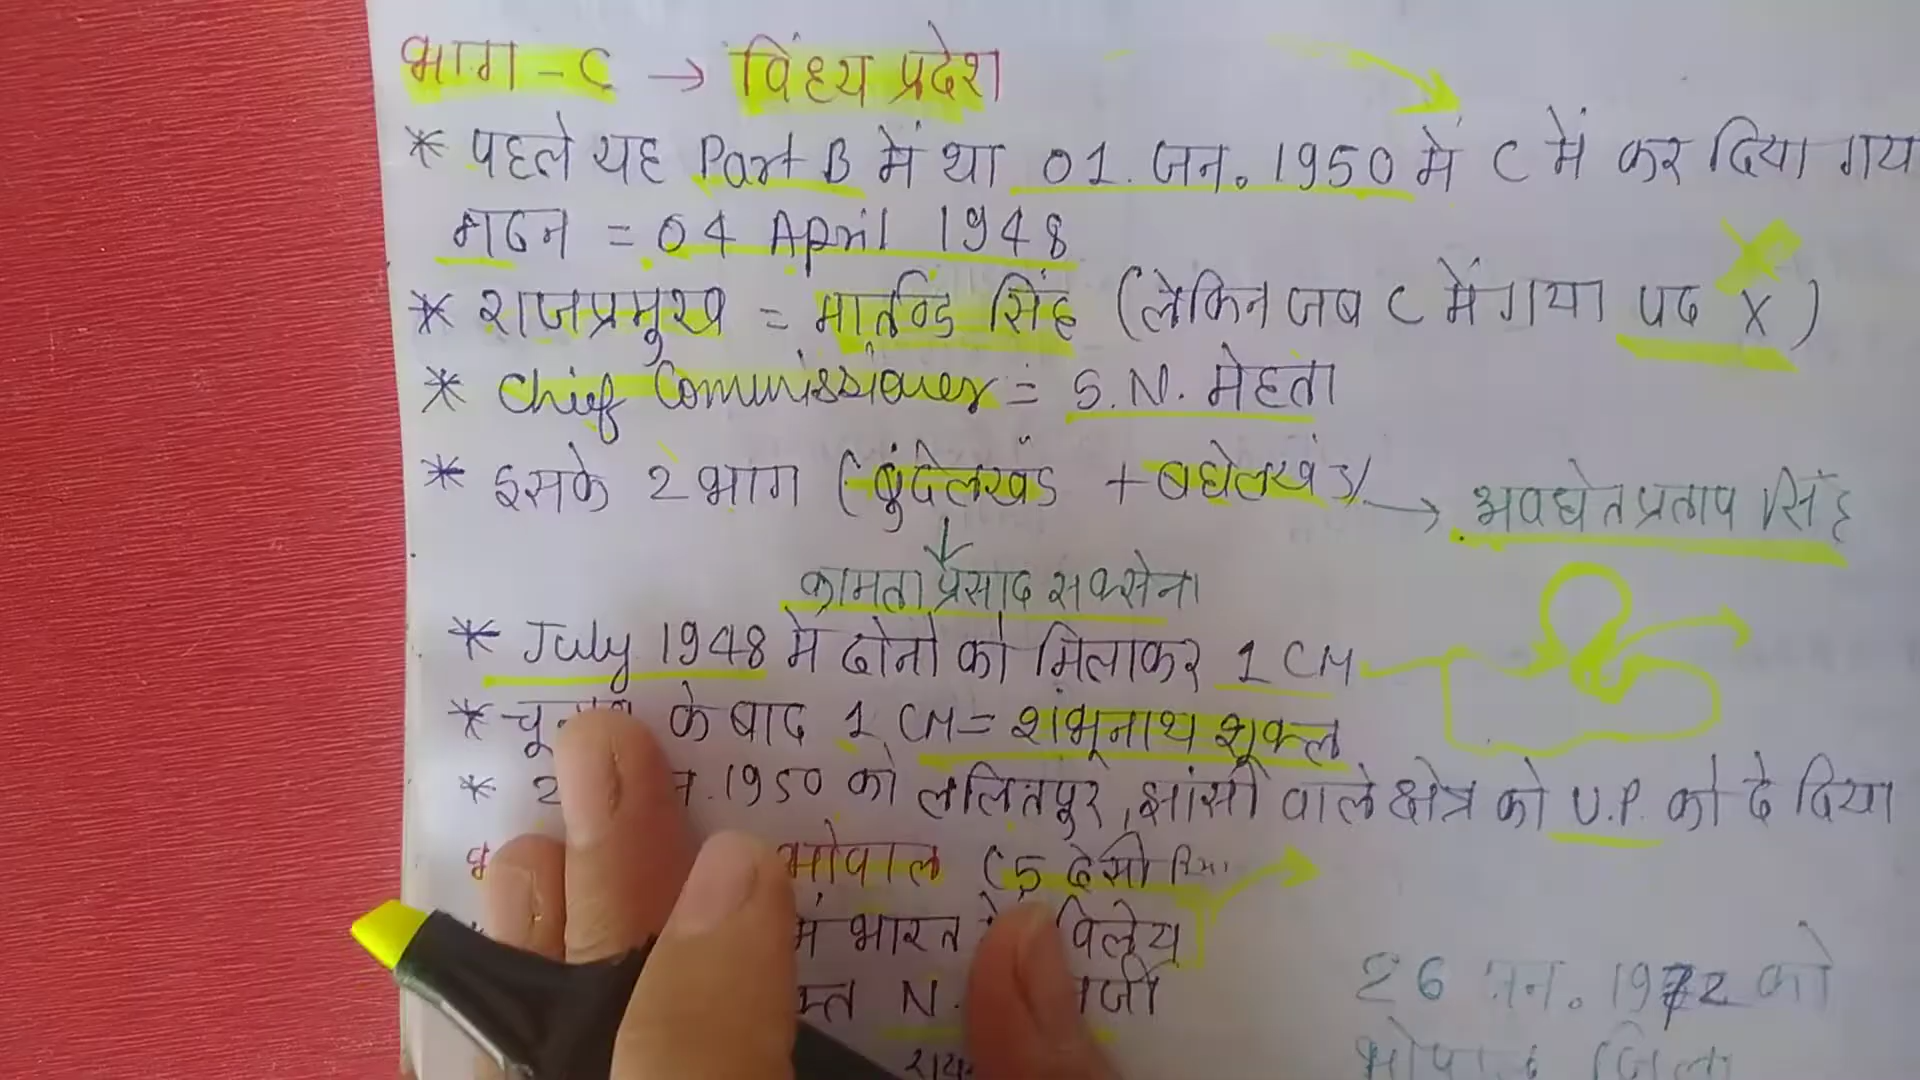 भाग - C → विंध्य प्रदेश
* पहले यह Part B में था 01. जन. 1950 में C में कर दिया गय
गठन = 04 April 1948
* राजप्रमुख = मार्तण्ड सिंह (लेकिन जब C में गया पद X)
* Chief Commissioner = S. N. मेहता
* इसके 2 भाग (बुंदेलखंड + बघेलखंड) → अवधेत प्रताप सिंह
कामता प्रसाद सक्सेना
* July 1948 मे दोनों को मिलाकर 1 CM
* के बाद 1 CM = शंभूनाथ शूक्ल
* 2 1950 को ललितपुर, झांसी वाले क्षेत्र को U.P. को दे दिया
भोपाल (5 देसी
में भारत विलेय
N.
26 जन. 1972 को